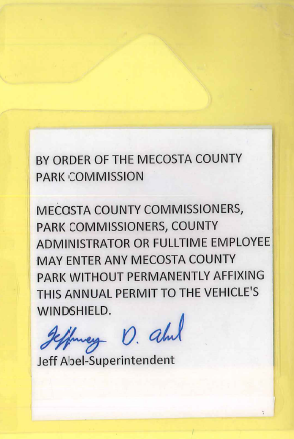 BY ORDER OF THE MECOSTA COUNTY
PARK COMMISSION
MECOSTA COUNTY COMMISSIONERS,
PARK COMMISSIONERS, COUNTY
ADMINISTRATOR OR FULLTIME EMPLOYEE
MAY ENTER ANY MECOSTA COUNTY
PARK WITHOUT PERMANENTLY AFFIXING
THIS ANNUAL PERMIT TO THE VEHICLE'S
WINDSHIELD.
Jeffrey D. Abel
Jeff Abel-Superintendent